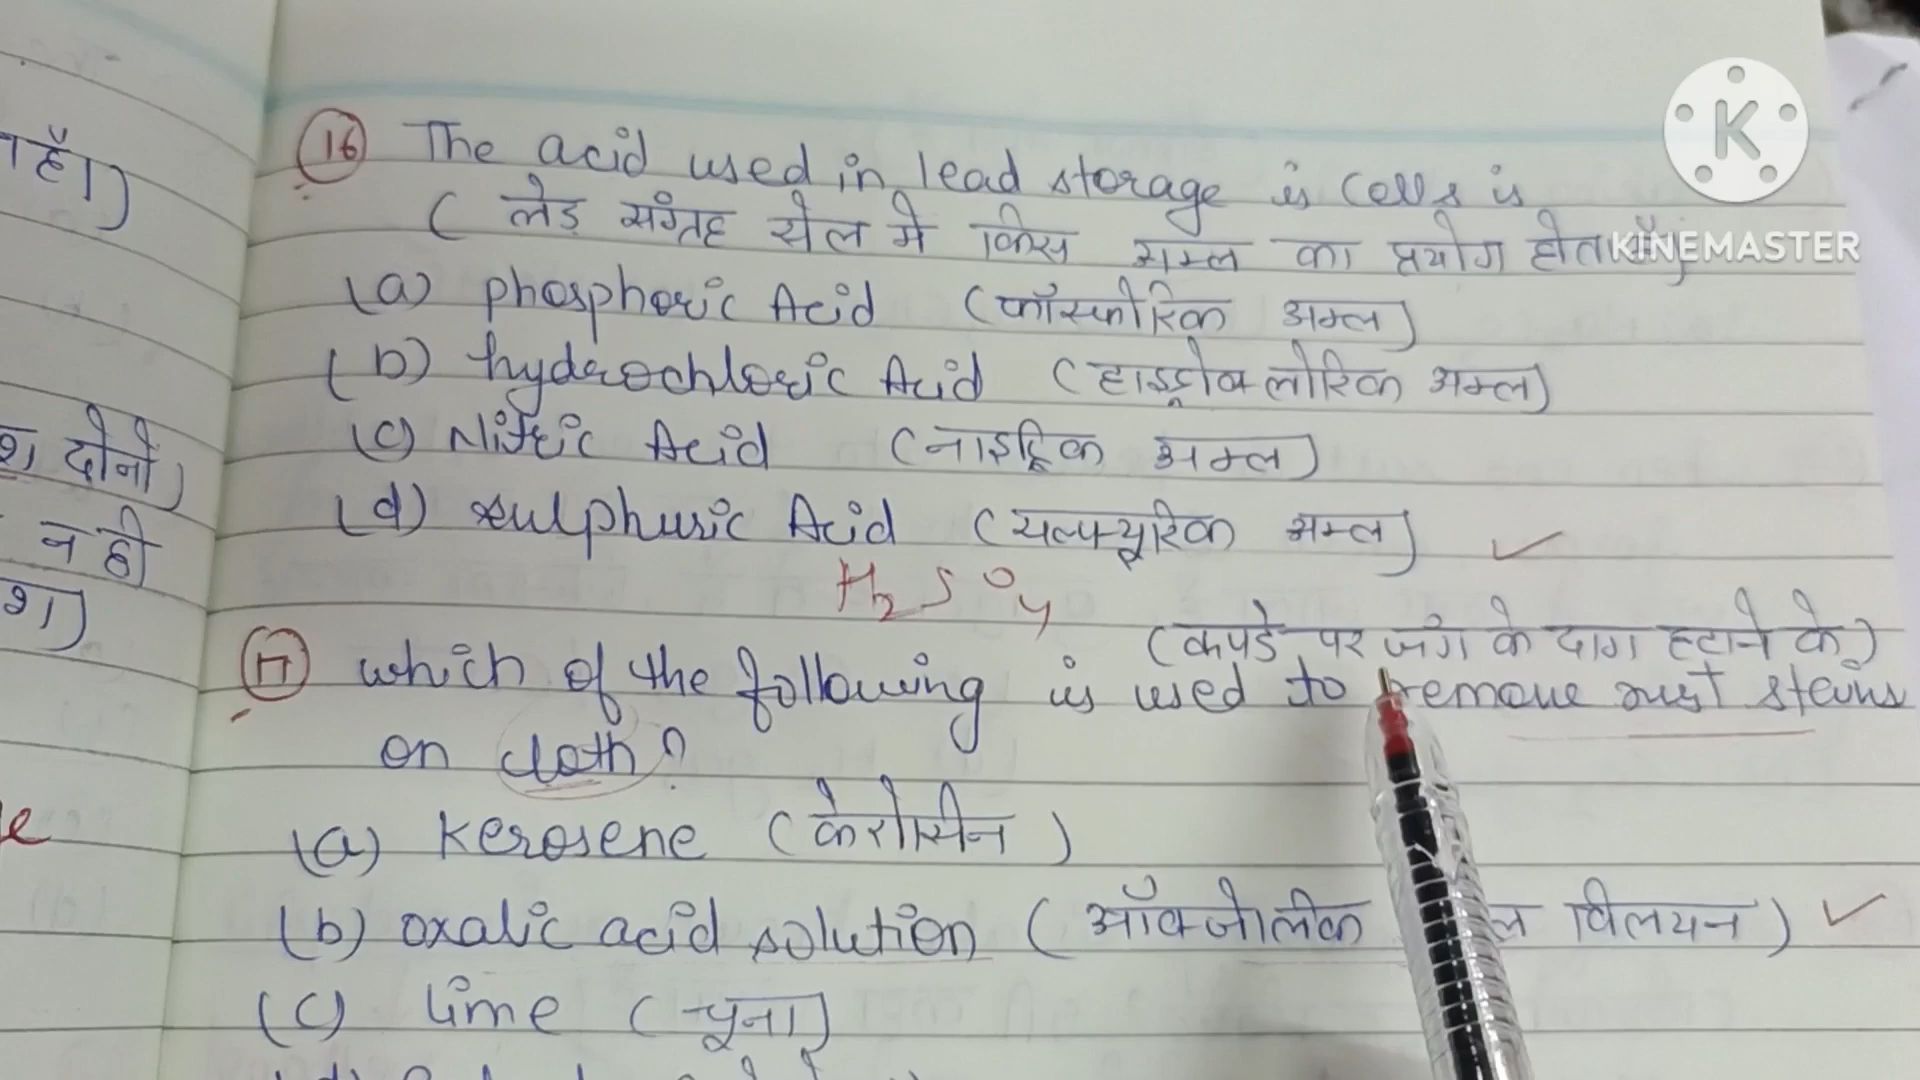 16 The acid used in lead storage is cells is
( लेड संग्रह सेल मे किस अम्ल का प्रयोग होता
KINEMASTER
(a) phosphoric Acid (फॉस्फोरिक अम्ल)
(b) hydrochloric Acid (हाइड्रोक्लोरिक अम्ल)
(c) Nitric Acid (नाइट्रिक अम्ल)
(d) sulphuric Acid (सल्फ्यूरिक अम्ल)
H2SO4
(कपडे पर जंग के दाग हटाने के)
17 which of the following is used to remove rust
on cloth?
(a) Kerosene (केरोसीन)
(b) oxalic acid solution (ऑक्जेलिक विलयन)
(c) lime (चूना)
हैं।)
दोनों)
नही